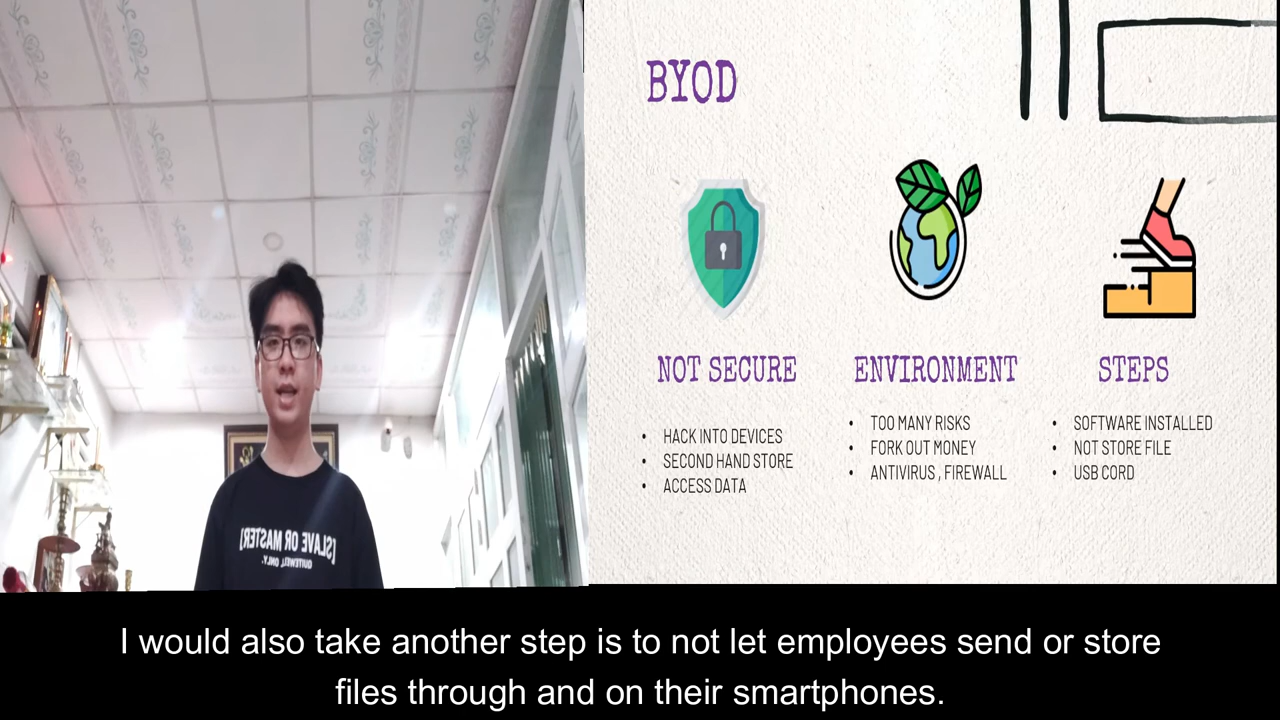 BYOD
NOT SECURE
HACK INTO DEVICES
SECOND HAND STORE
ACCESS DATA
ENVIRONMENT
TOO MANY RISKS
FORK OUT MONEY
ANTIVIRUS , FIREWALL
STEPS
SOFTWARE INSTALLED
NOT STORE FILE
USB CORD
[SLAVE OR MASTER]
I would also take another step is to not let employees send or store
files through and on their smartphones.